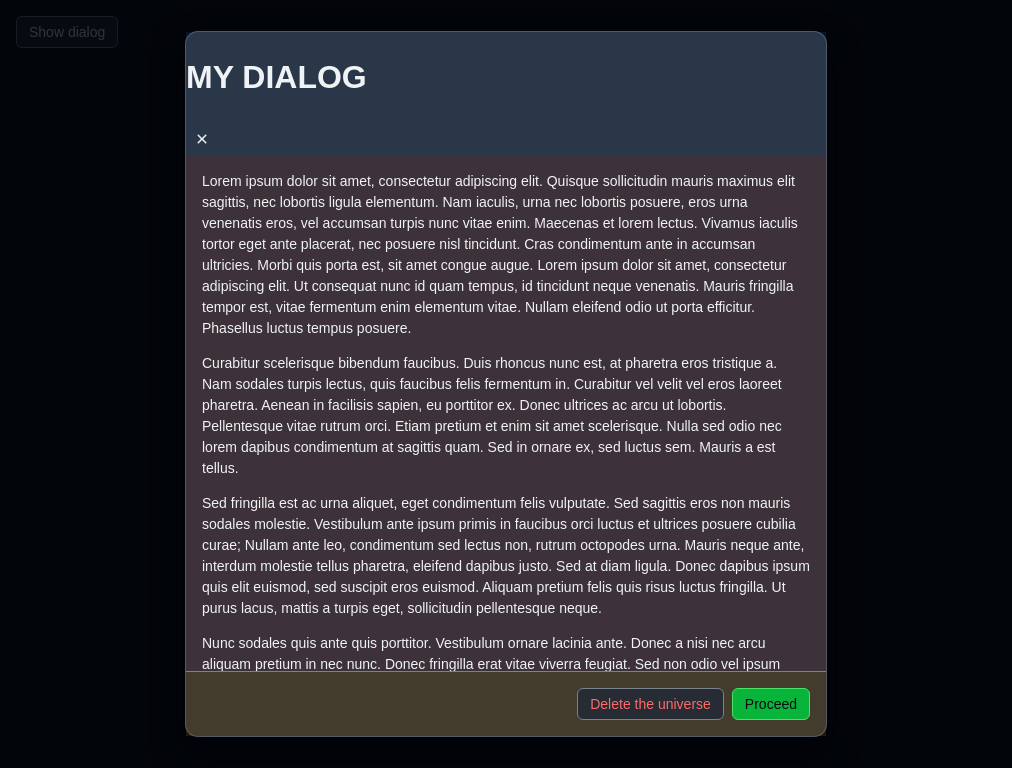 Show dialog
MY DIALOG
✕
Lorem ipsum dolor sit amet, consectetur adipiscing elit. Quisque sollicitudin mauris maximus elit
sagittis, nec lobortis ligula elementum. Nam iaculis, urna nec lobortis posuere, eros urna
venenatis eros, vel accumsan turpis nunc vitae enim. Maecenas et lorem lectus. Vivamus iaculis
tortor eget ante placerat, nec posuere nisl tincidunt. Cras condimentum ante in accumsan
ultricies. Morbi quis porta est, sit amet congue augue. Lorem ipsum dolor sit amet, consectetur
adipiscing elit. Ut consequat nunc id quam tempus, id tincidunt neque venenatis. Mauris fringilla
tempor est, vitae fermentum enim elementum vitae. Nullam eleifend odio ut porta efficitur.
Phasellus luctus tempus posuere.
Curabitur scelerisque bibendum faucibus. Duis rhoncus nunc est, at pharetra eros tristique a.
Nam sodales turpis lectus, quis faucibus felis fermentum in. Curabitur vel velit vel eros laoreet
pharetra. Aenean in facilisis sapien, eu porttitor ex. Donec ultrices ac arcu ut lobortis.
Pellentesque vitae rutrum orci. Etiam pretium et enim sit amet scelerisque. Nulla sed odio nec
lorem dapibus condimentum at sagittis quam. Sed in ornare ex, sed luctus sem. Mauris a est
tellus.
Sed fringilla est ac urna aliquet, eget condimentum felis vulputate. Sed sagittis eros non mauris
sodales molestie. Vestibulum ante ipsum primis in faucibus orci luctus et ultrices posuere cubilia
curae; Nullam ante leo, condimentum sed lectus non, rutrum octopodes urna. Mauris neque ante,
interdum molestie tellus pharetra, eleifend dapibus justo. Sed at diam ligula. Donec dapibus ipsum
quis elit euismod, sed suscipit eros euismod. Aliquam pretium felis quis risus luctus fringilla. Ut
purus lacus, mattis a turpis eget, sollicitudin pellentesque neque.
Nunc sodales quis ante quis porttitor. Vestibulum ornare lacinia ante. Donec a nisi nec arcu
aliquam pretium in nec nunc. Donec fringilla erat vitae viverra feugiat. Sed non odio vel ipsum
Delete the universe
Proceed